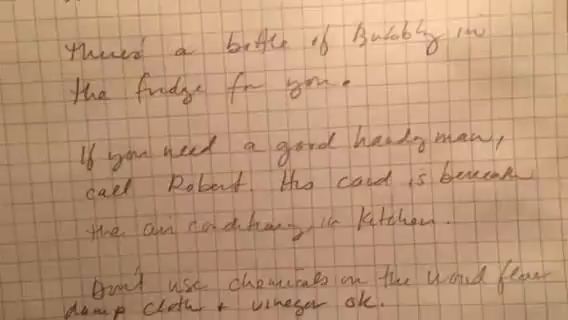 There's a bottle of Bubbly in
the fridge for you.
If you need a good handyman,
call Robert. His card is beneath
the air conditioning in kitchen.
Don't use chemicals on the wood floor
damp cloth + vinegar ok.